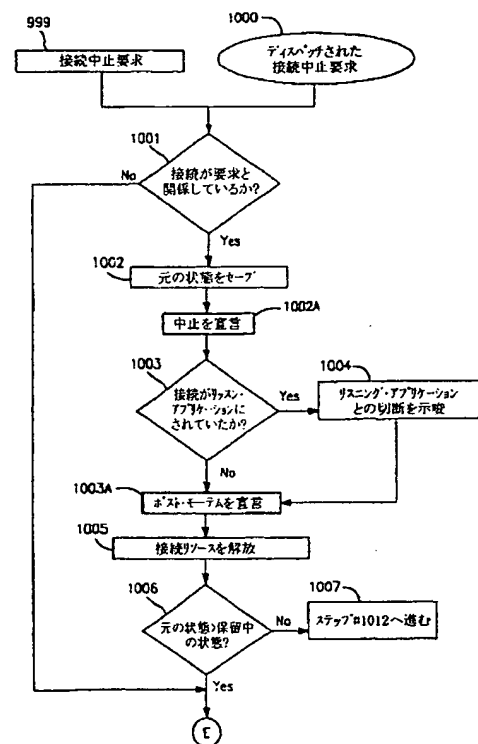 999
接続中止要求
1000
ディスパッチされた
接続中止要求
1001
接続が要求と
関係しているか?
No
Yes
1002
元の状態をセーブ
1002A
中止を宣言
1003
接続がリッスン・
アプリケーションに
されていたか?
Yes
1004
リスニング・アプリケーション
との切断を示唆
No
1003A
ポスト・モーテムを宣言
1005
接続リソースを解放
1006
元の状態>保留中
の状態?
No
1007
ステップ#1012へ進む
Yes
E